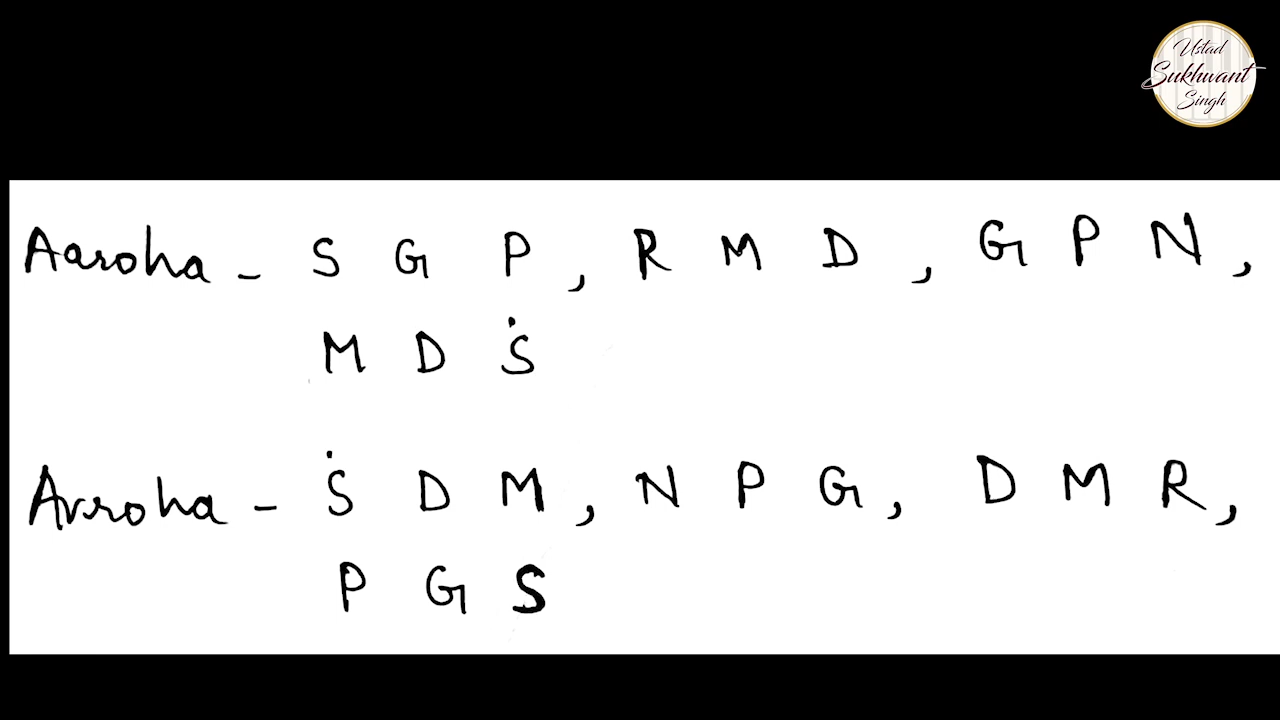 Ustad
Sukhwant
Singh
Aaroha - S G P, R M D, G P N,
M D Ṡ
Avroha - Ṡ D M, N P G, D M R,
P G S